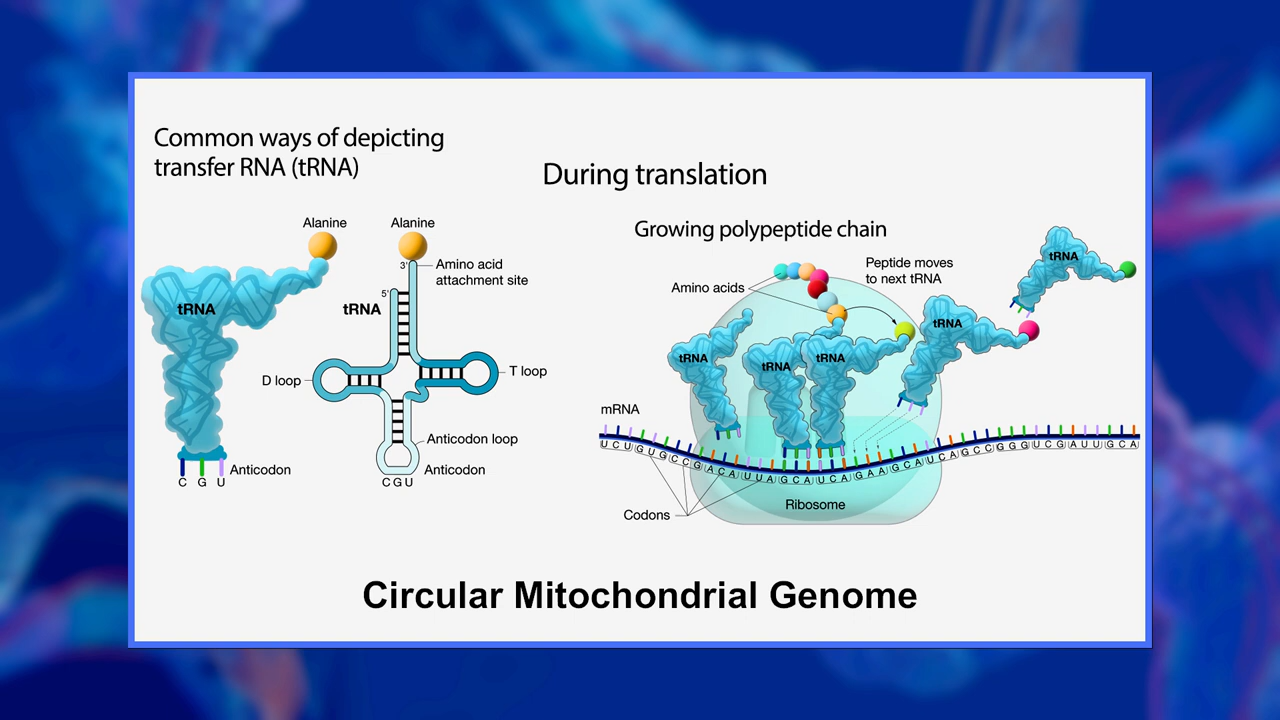 Common ways of depicting
transfer RNA (tRNA)
During translation
Growing polypeptide chain
Alanine
Alanine
3'
Amino acid
attachment site
5'
tRNA
tRNA
D loop
T loop
Anticodon loop
Anticodon
C G U
Anticodon
C G U
Amino acids
Peptide moves
to next tRNA
tRNA
tRNA
tRNA
tRNA
tRNA
mRNA
U C U G U G C C G A C A U U A G C A U C A G A A G C A U C A G C C G G G U C G A U U G C A
Codons
Ribosome
Circular Mitochondrial Genome